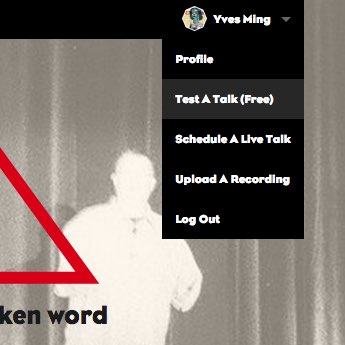 Yves Ming
Profile
Test A Talk (Free)
Schedule A Live Talk
Upload A Recording
Log Out
ken word